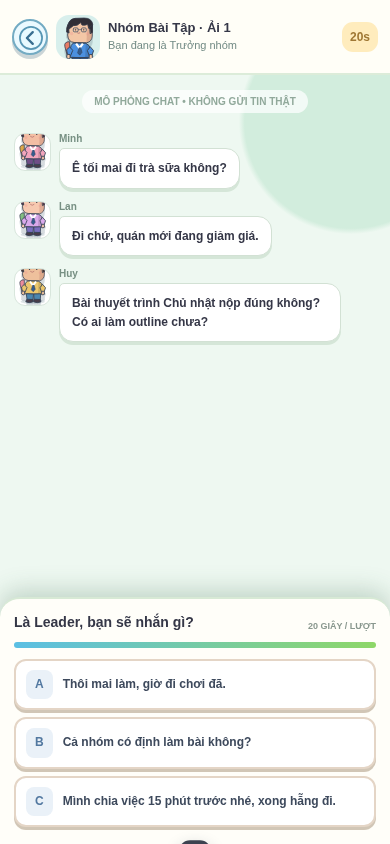 Nhóm Bài Tập · Ải 1
Bạn đang là Trưởng nhóm
20s
MÔ PHỎNG CHAT • KHÔNG GỬI TIN THẬT
Minh
Ê tối mai đi trà sữa không?
Lan
Đi chứ, quán mới đang giảm giá.
Huy
Bài thuyết trình Chủ nhật nộp đúng không?
Có ai làm outline chưa?
Là Leader, bạn sẽ nhắn gì?
20 GIÂY / LƯỢT
A Thôi mai làm, giờ đi chơi đã.
B Cả nhóm có định làm bài không?
C Mình chia việc 15 phút trước nhé, xong hẵng đi.